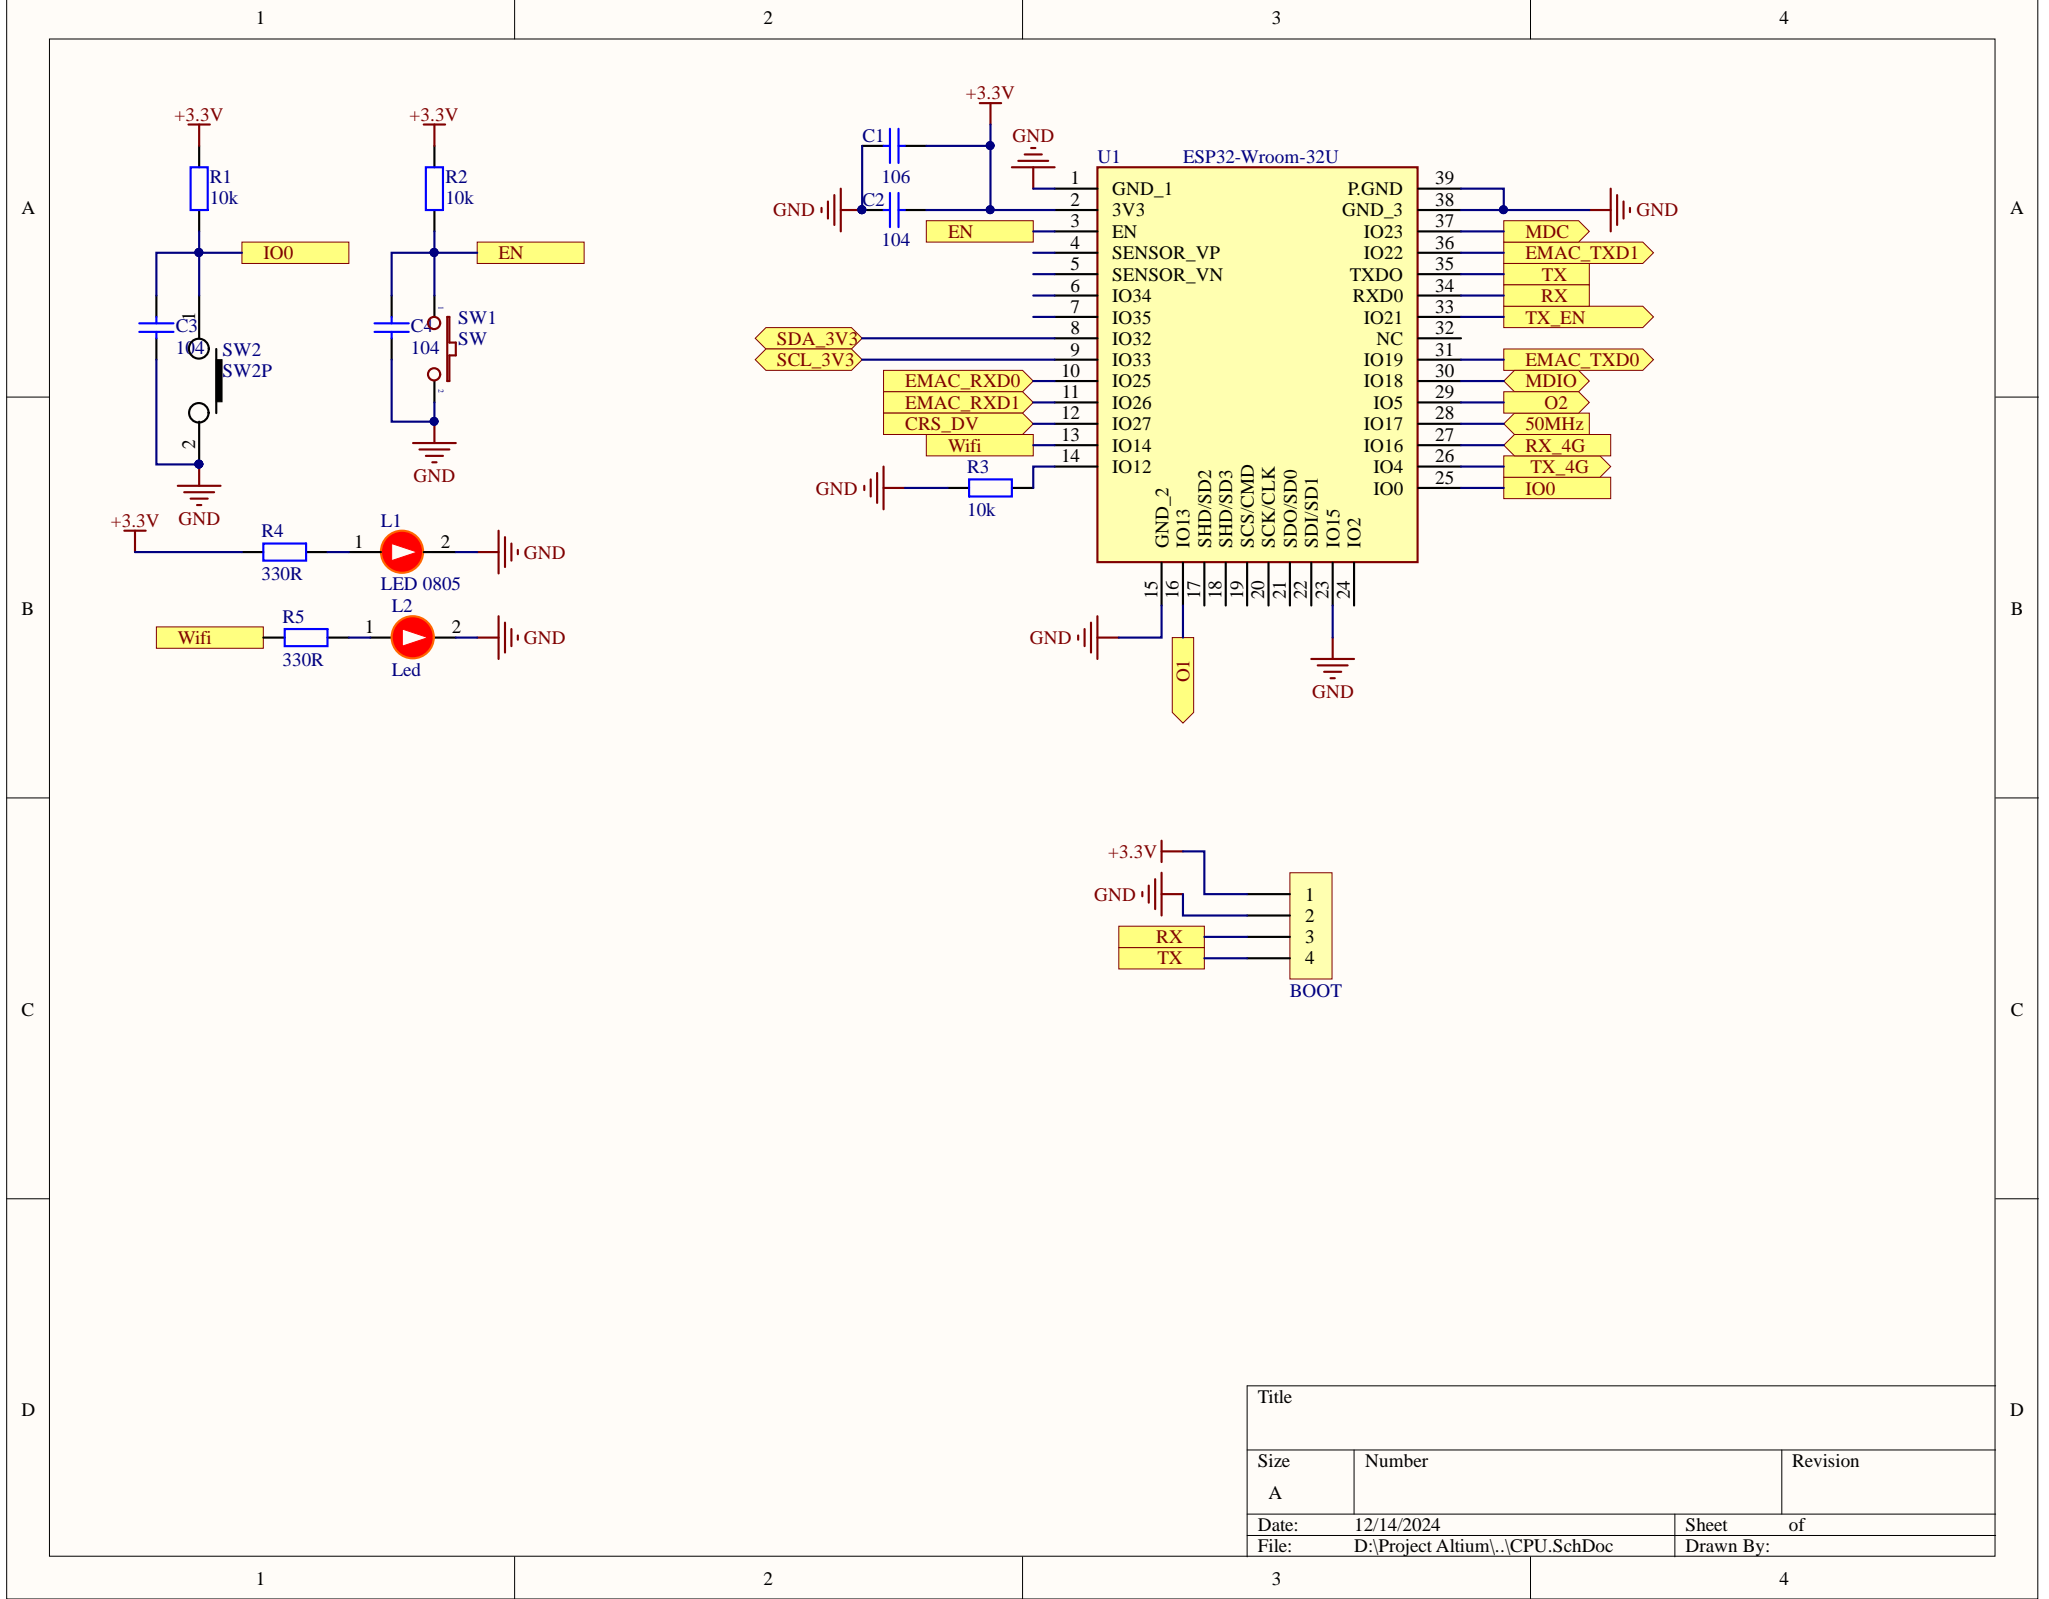 1 2 3 4
A
B
C
D
+3.3V
R1
10k
IO0
C3
104
1
SW2
SW2P
2
GND
+3.3V
R2
10k
EN
C4
104
SW1
SW
GND
+3.3V
R4
330R
1
L1
2
LED 0805
GND
Wifi
R5
330R
1
L2
2
Led
GND
+3.3V
C1
106
GND
C2
104
GND
U1
ESP32-Wroom-32U
1 GND_1
2 3V3
EN 3 EN
4 SENSOR_VP
5 SENSOR_VN
6 IO34
7 IO35
SDA_3V3 8 IO32
SCL_3V3 9 IO33
EMAC_RXD0 10 IO25
EMAC_RXD1 11 IO26
CRS_DV 12 IO27
Wifi 13 IO14
14 IO12
GND
R3
10k
P.GND 39
GND_3 38 GND
IO23 37 MDC
IO22 36 EMAC_TXD1
TXDO 35 TX
RXD0 34 RX
IO21 33 TX_EN
NC 32
IO19 31 EMAC_TXD0
IO18 30 MDIO
IO5 29 O2
IO17 28 50MHz
IO16 27 RX_4G
IO4 26 TX_4G
IO0 25 IO0
GND_2 15
IO13 16
SHD/SD2 17
SHD/SD3 18
SCS/CMD 19
SCK/CLK 20
SDO/SD0 21
SDI/SD1 22
IO15 23
IO2 24
GND
O1
GND
+3.3V
GND
RX
TX
1
2
3
4
BOOT
A
B
C
D
Title
Size
A
Number
Revision
Date: 12/14/2024
Sheet of
File: D:\Project Altium\..\CPU.SchDoc
Drawn By:
1 2 3 4